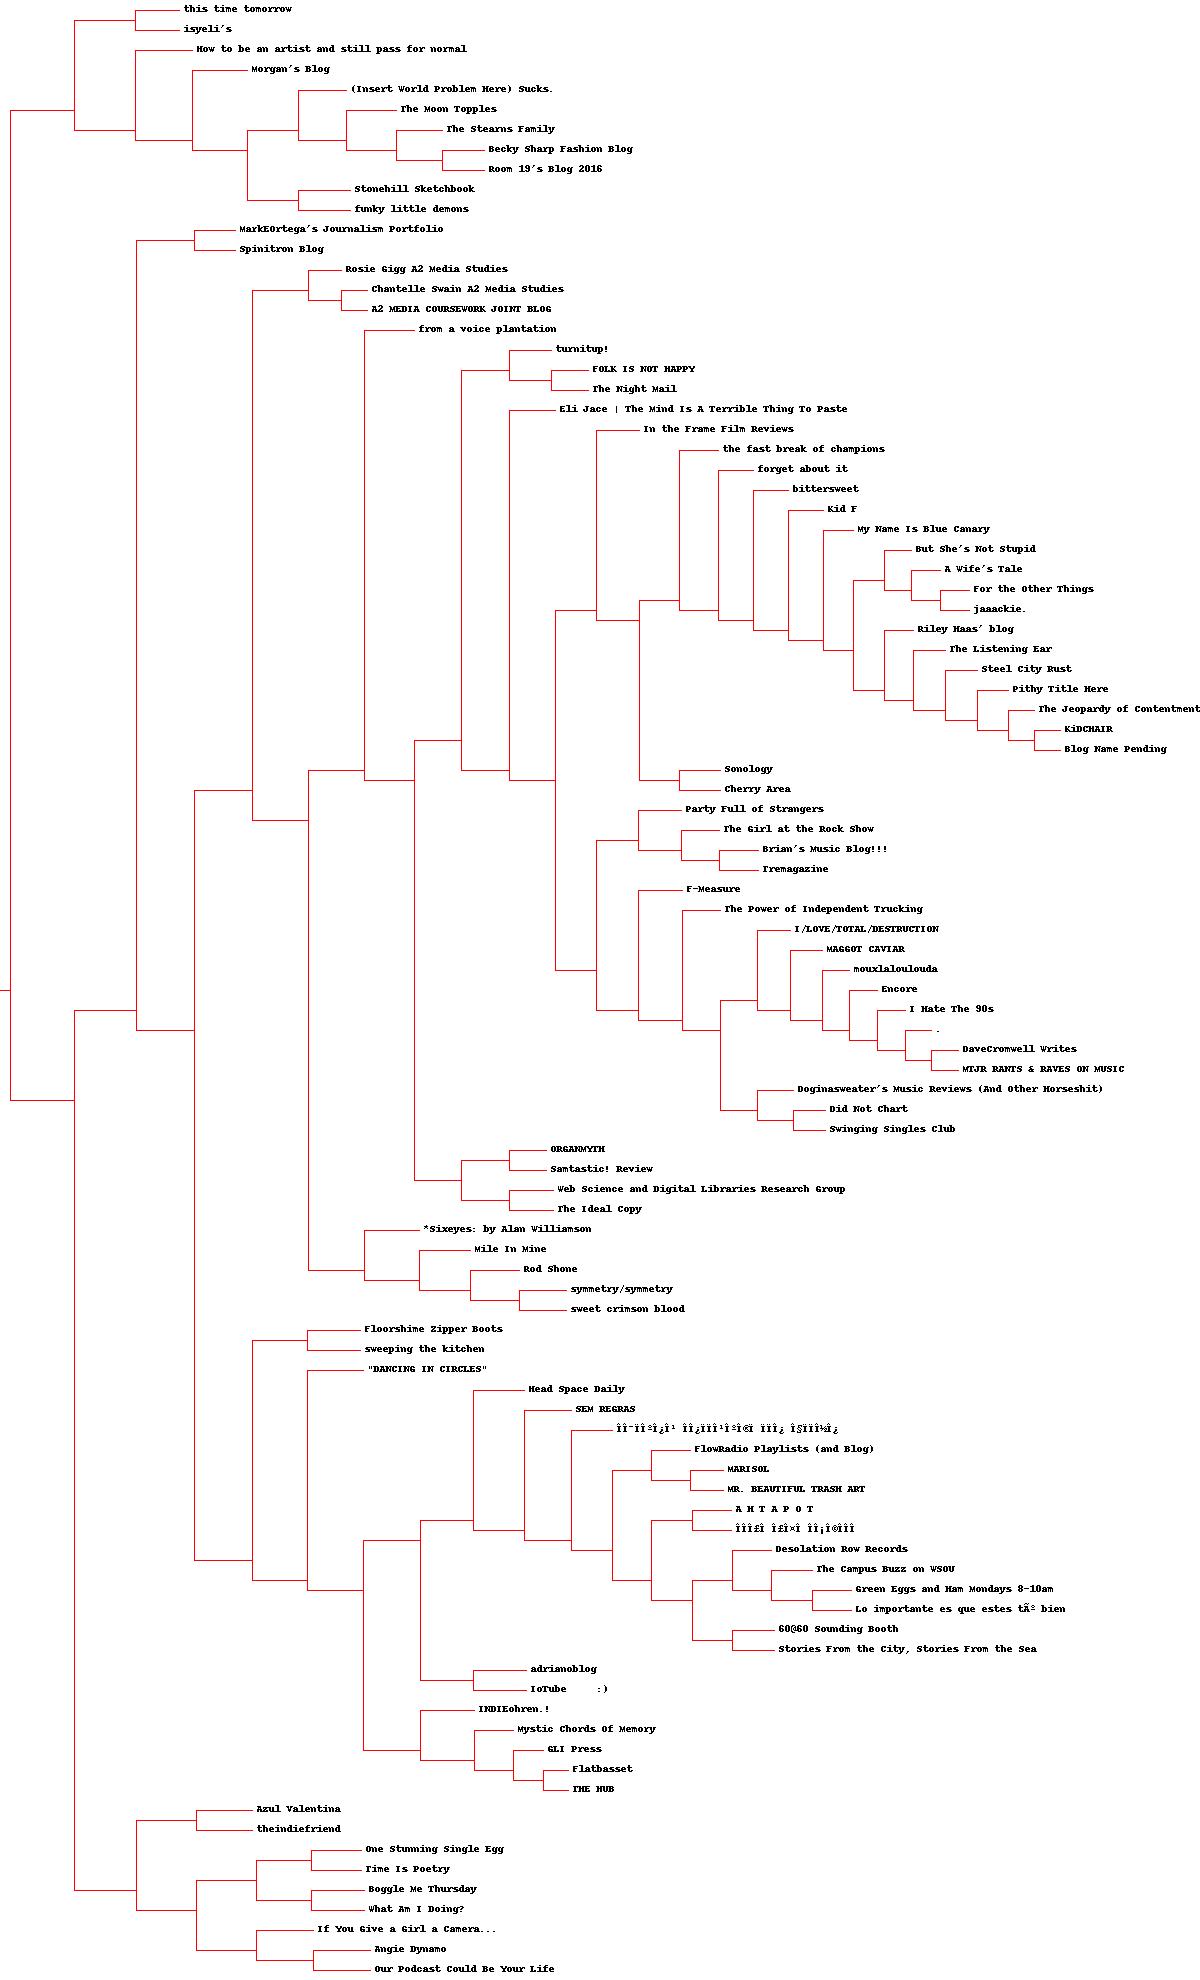 this time tomorrow
isyeli's
How to be an artist and still pass for normal
Morgan's Blog
(Insert World Problem Here) Sucks.
The Moon Topples
The Stearns Family
Becky Sharp Fashion Blog
Room 19's Blog 2016
Stonehill Sketchbook
funky little demons
MarkEOrtega's Journalism Portfolio
Spinitron Blog
Rosie Gigg A2 Media Studies
Chantelle Swain A2 Media Studies
A2 MEDIA COURSEWORK JOINT BLOG
from a voice plantation
turnitup!
FOLK IS NOT HAPPY
The Night Mail
Eli Jace | The Mind Is A Terrible Thing To Paste
In the Frame Film Reviews
the fast break of champions
forget about it
bittersweet
Kid F
My Name Is Blue Canary
But She's Not Stupid
A Wife's Tale
For the Other Things
jaaackie.
Riley Haas' blog
The Listening Ear
Steel City Rust
Pithy Title Here
The Jeopardy of Contentment
KiDCHAIR
Blog Name Pending
Sonology
Cherry Area
Party Full of Strangers
The Girl at the Rock Show
Brian's Music Blog!!!
Tremagazine
F-Measure
The Power of Independent Trucking
I/LOVE/TOTAL/DESTRUCTION
MAGGOT CAVIAR
mouxlaloulouda
Encore
I Hate The 90s
.
DaveCromwell Writes
MTJR RANTS & RAVES ON MUSIC
Doginasweater's Music Reviews (And Other Horseshit)
Did Not Chart
Swinging Singles Club
ORGANMYTH
Samtastic! Review
Web Science and Digital Libraries Research Group
The Ideal Copy
*Sixeyes: by Alan Williamson
Mile In Mine
Rod Shone
symmetry/symmetry
sweet crimson blood
Floorshime Zipper Boots
sweeping the kitchen
"DANCING IN CIRCLES"
Head Space Daily
SEM REGRAS
FlowRadio Playlists (and Blog)
MARISOL
MR. BEAUTIFUL TRASH ART
A H T A P O T
Desolation Row Records
The Campus Buzz on WSOU
Green Eggs and Ham Mondays 8-10am
Lo importante es que estes tÃº bien
60@60 Sounding Booth
Stories From the City, Stories From the Sea
adrianoblog
IoTube :)
INDIEohren.!
Mystic Chords Of Memory
GLI Press
Flatbasset
THE HUB
Azul Valentina
theindiefriend
One Stunning Single Egg
Time Is Poetry
Boggle Me Thursday
What Am I Doing?
If You Give a Girl a Camera...
Angie Dynamo
Our Podcast Could Be Your Life